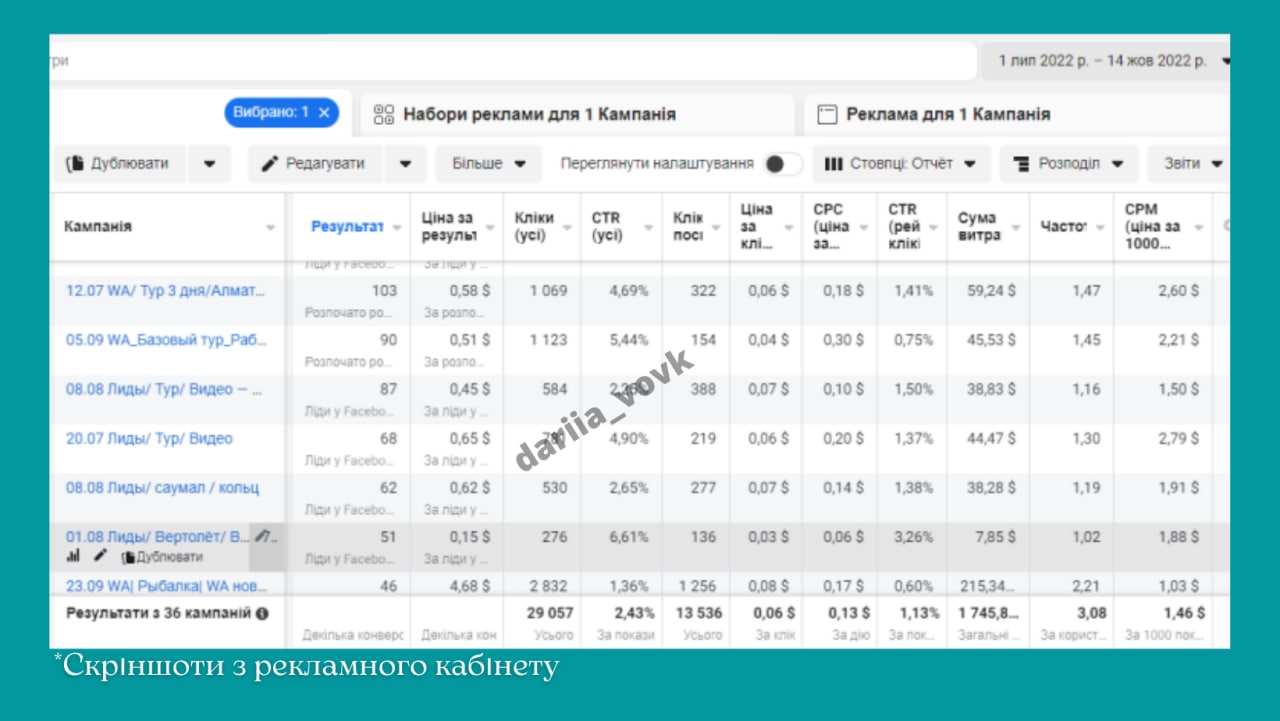 три
1 лип 2022 р. – 14 жов 2022 р.
Вибрано: 1 ×
Набори реклами для 1 Кампанія
Реклама для 1 Кампанія
Дублювати
Редагувати
Більше
Переглянути налаштування
Стовпці: Отчёт
Розподіл
Звіти
Кампанія
Результат
Ціна за результ
Кліки (усі)
CTR (усі)
Клік посі
Ціна за клі...
CPC (ціна за...
CTR (рей клікі
Сума витра
Часто
CPM (ціна за 1000...
Ліди у Facebo... За ліди у ...
12.07 WA/ Тур 3 дня/Алмат... 103 0,58 $ 1 069 4,69% 322 0,06 $ 0,18 $ 1,41% 59,24 $ 1,47 2,60 $
Розпочато ро... За розпо...
05.09 WA_Базовый тур_Раб... 90 0,51 $ 1 123 5,44% 154 0,04 $ 0,30 $ 0,75% 45,53 $ 1,45 2,21 $
Розпочато ро... За розпо...
08.08 Лиды/ Тур/ Видео — ... 87 0,45 $ 584 388 0,07 $ 0,10 $ 1,50% 38,83 $ 1,16 1,50 $
Ліди у Facebo... За ліди у ...
20.07 Лиды/ Тур/ Видео 68 0,65 $ 4,90% 219 0,06 $ 0,20 $ 1,37% 44,47 $ 1,30 2,79 $
Ліди у Facebo... За ліди у ...
08.08 Лиды/ саумал / кольц 62 0,62 $ 530 2,65% 277 0,07 $ 0,14 $ 1,38% 38,28 $ 1,19 1,91 $
Ліди у Facebo... За ліди у ...
01.08 Лиды/ Вертолёт/ В... 51 0,15 $ 276 6,61% 136 0,03 $ 0,06 $ 3,26% 7,85 $ 1,02 1,88 $
Дублювати Ліди у Facebo... За ліди у ...
23.09 WA| Рыбалка| WA нов... 46 4,68 $ 2 832 1,36% 1 256 0,08 $ 0,17 $ 0,60% 215,34... 2,21 1,03 $
Результати з 36 кампаній 29 057 2,43% 13 536 0,06 $ 0,13 $ 1,13% 1 745,8... 3,08 1,46 $
Декілька конверс Декілька кон Усього За покази Усього За клік За дію За пок... Загальні ... За корист... За 1000 пок...
dariia_vovk
*Скріншоти з рекламного кабінету